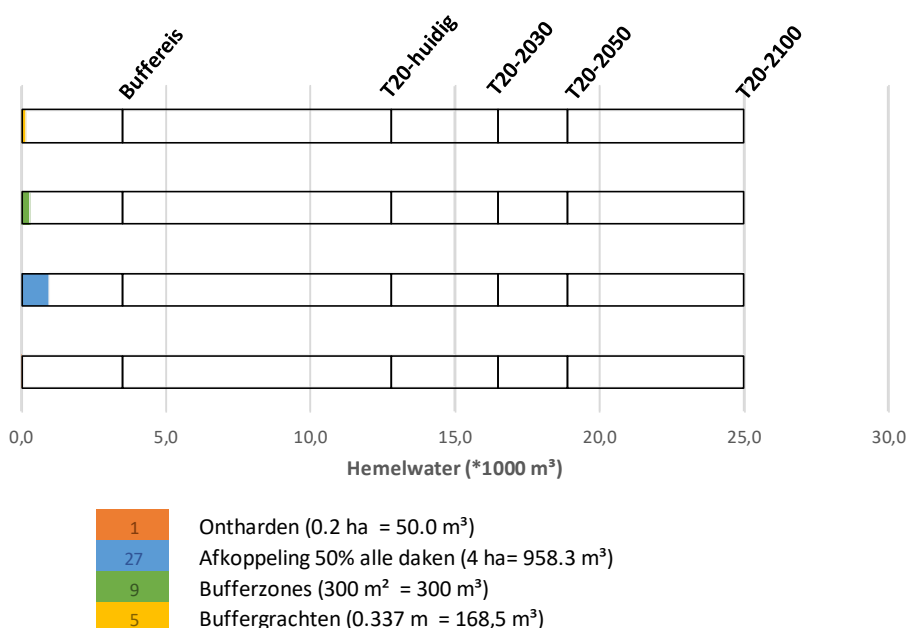 Buffereis
T20-huidig
T20-2030
T20-2050
T20-2100
0,0 5,0 10,0 15,0 20,0 25,0 30,0
Hemelwater (*1000 m³)
1 Ontharden (0.2 ha = 50.0 m³)
27 Afkoppeling 50% alle daken (4 ha= 958.3 m³)
9 Bufferzones (300 m² = 300 m³)
5 Buffergrachten (0.337 m = 168,5 m³)